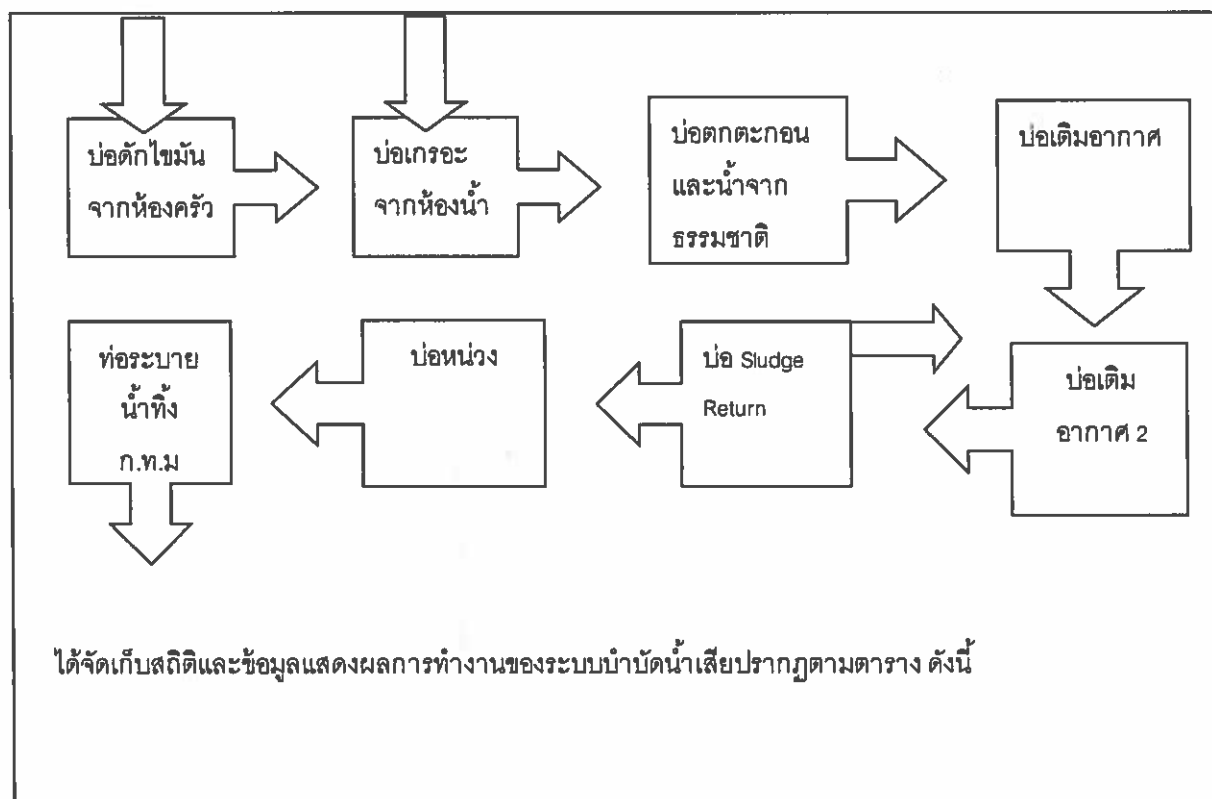 บ่อดักไขมัน
จากห้องครัว
บ่อเกรอะ
จากห้องน้ำ
บ่อตกตะกอน
และน้ำจาก
ธรรมชาติ
บ่อเติมอากาศ
ท่อระบาย
น้ำทิ้ง
ก.ท.ม
บ่อหน่วง
บ่อ Sludge
Return
บ่อเติม
อากาศ 2
ได้จัดเก็บสถิติและข้อมูลแสดงผลการทำงานของระบบบำบัดน้ำเสียปรากฏตามตาราง ดังนี้